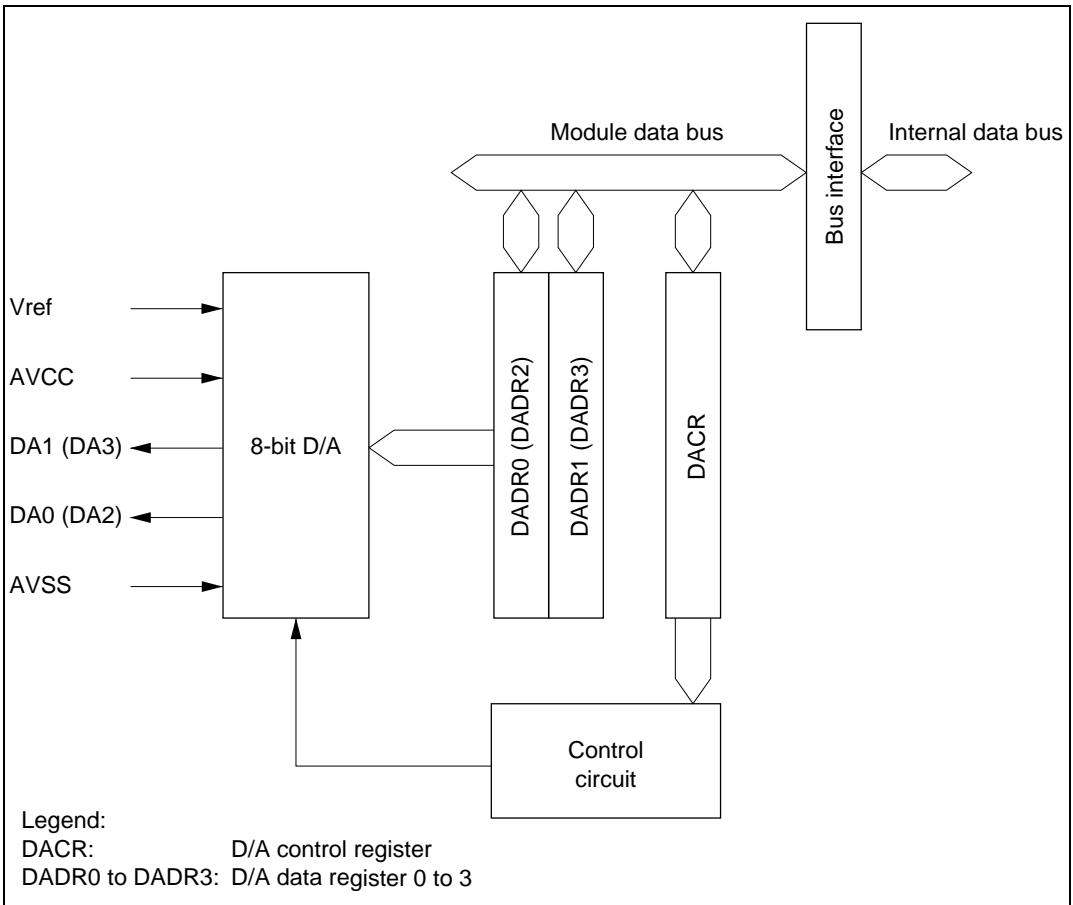 Module data bus
Internal data bus
Bus interface
Vref
AVCC
DA1 (DA3)
DA0 (DA2)
AVSS
8-bit D/A
DADR0 (DADR2)
DADR1 (DADR3)
DACR
Control
circuit
Legend:
DACR: D/A control register
DADR0 to DADR3: D/A data register 0 to 3